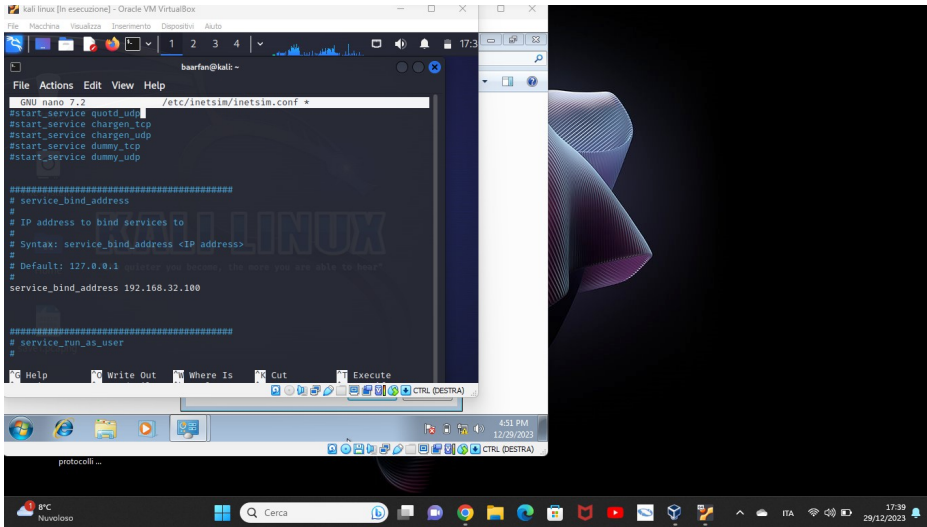 kali linux [In esecuzione] - Oracle VM VirtualBox
File Macchina Visualizza Inserimento Dispositivi Aiuto
1 2 3 4 17:3
baarfan@kali: ~
File Actions Edit View Help
GNU nano 7.2 /etc/inetsim/inetsim.conf *
#start_service quotd_udp
#start_service chargen_tcp
#start_service chargen_udp
#start_service dummy_tcp
#start_service dummy_udp
#########################################
# service_bind_address
#
# IP address to bind services to
#
# Syntax: service_bind_address <IP address>
#
# Default: 127.0.0.1
#
service_bind_address 192.168.32.100
#########################################
# service_run_as_user
#
^G Help ^O Write Out ^W Where Is ^K Cut ^T Execute
CTRL (DESTRA)
4:51 PM
12/29/2023
CTRL (DESTRA)
protocolli ...
KALI LINUX
1
8°C
Nuvoloso
Cerca
ITA
17:39
29/12/2023